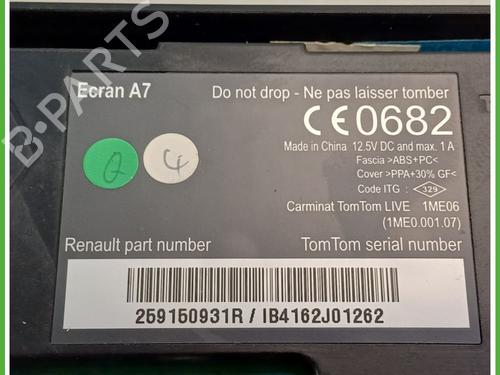 B-PARTS
Ecran A7
Do not drop - Ne pas laisser tomber
CE0682
Made in China 12.5V DC and max. 1 A
Fascia >ABS+PC<
Cover >PPA+30% GF<
Code ITG : 329
Carminat TomTom LIVE 1ME06
(1ME0.001.07)
Q 4
Renault part number
TomTom serial number
259150931R / IB4162J01262